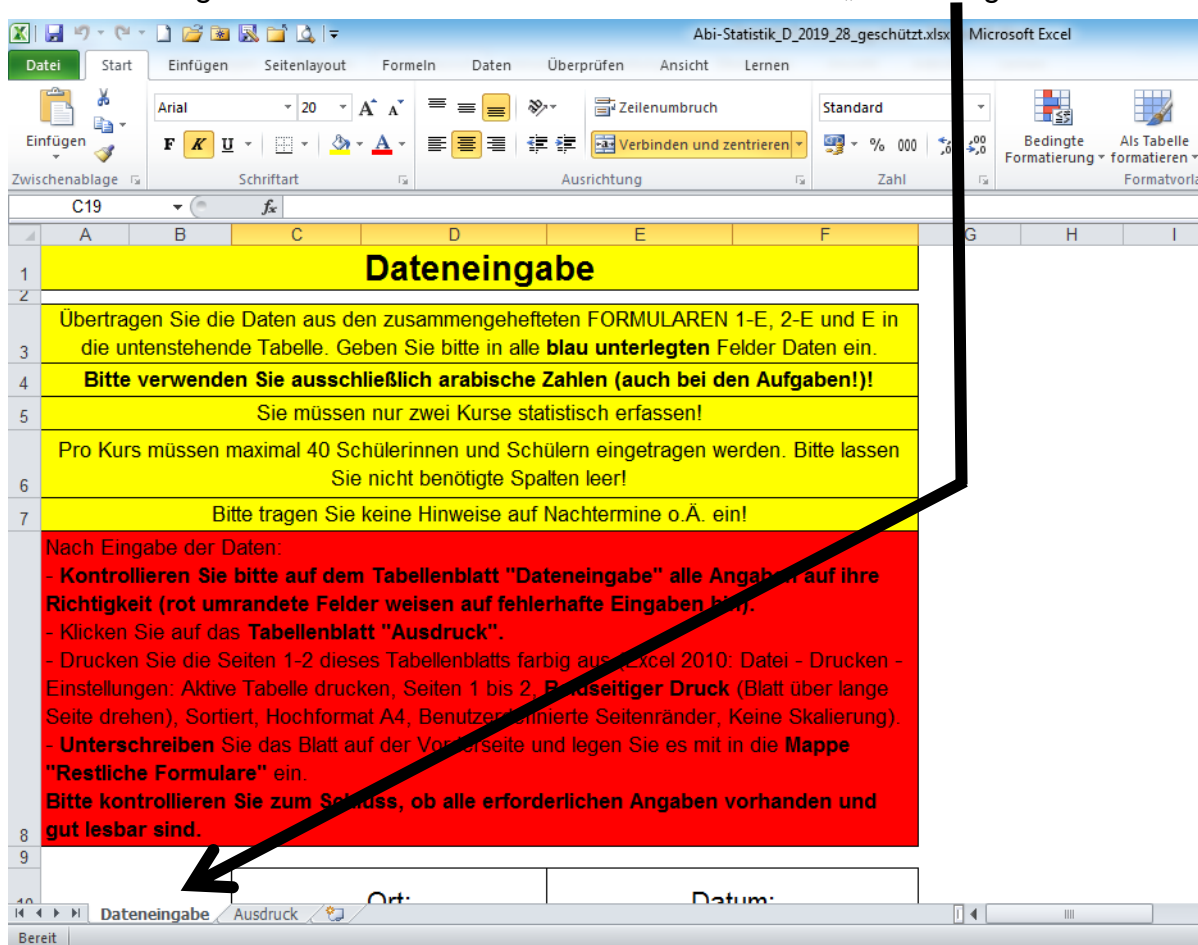 Abi-Statistik_D_2019_28_geschützt.xlsx Microsoft Excel
Datei Start Einfügen Seitenlayout Formeln Daten Überprüfen Ansicht Lernen
Arial 20 A A Zeilenumbruch Standard
Einfügen F K U A Verbinden und zentrieren % 000 Bedingte Formatierung Als Tabelle formatieren
Zwischenablage Schriftart Ausrichtung Zahl
C19 fx
A B C D E F G H I
1 Dateneingabe
2
Übertragen Sie die Daten aus den zusammengehefteten FORMULAREN 1-E, 2-E und E in
3 die untenstehende Tabelle. Geben Sie bitte in alle blau unterlegten Felder Daten ein.
4 Bitte verwenden Sie ausschließlich arabische Zahlen (auch bei den Aufgaben!)!
5 Sie müssen nur zwei Kurse statistisch erfassen!
Pro Kurs müssen maximal 40 Schülerinnen und Schülern eingetragen werden. Bitte lassen
6 Sie nicht benötigte Spalten leer!
7 Bitte tragen Sie keine Hinweise auf Nachtermine o.Ä. ein!
Nach Eingabe der Daten:
- Kontrollieren Sie bitte auf dem Tabellenblatt "Dateneingabe" alle Angaben auf ihre
Richtigkeit (rot umrandete Felder weisen auf fehlerhafte Eingaben hin).
- Klicken Sie auf das Tabellenblatt "Ausdruck".
- Drucken Sie die Seiten 1-2 dieses Tabellenblatts farbig aus (Excel 2010: Datei - Drucken -
Einstellungen: Aktive Tabelle drucken, Seiten 1 bis 2, Beidseitiger Druck (Blatt über lange
Seite drehen), Sortiert, Hochformat A4, Benutzerdefinierte Seitenränder, Keine Skalierung).
- Unterschreiben Sie das Blatt auf der Vorderseite und legen Sie es mit in die Mappe
"Restliche Formulare" ein.
Bitte kontrollieren Sie zum Schluss, ob alle erforderlichen Angaben vorhanden und
8 gut lesbar sind.
9
10 Ort: Datum:
Dateneingabe Ausdruck
Bereit